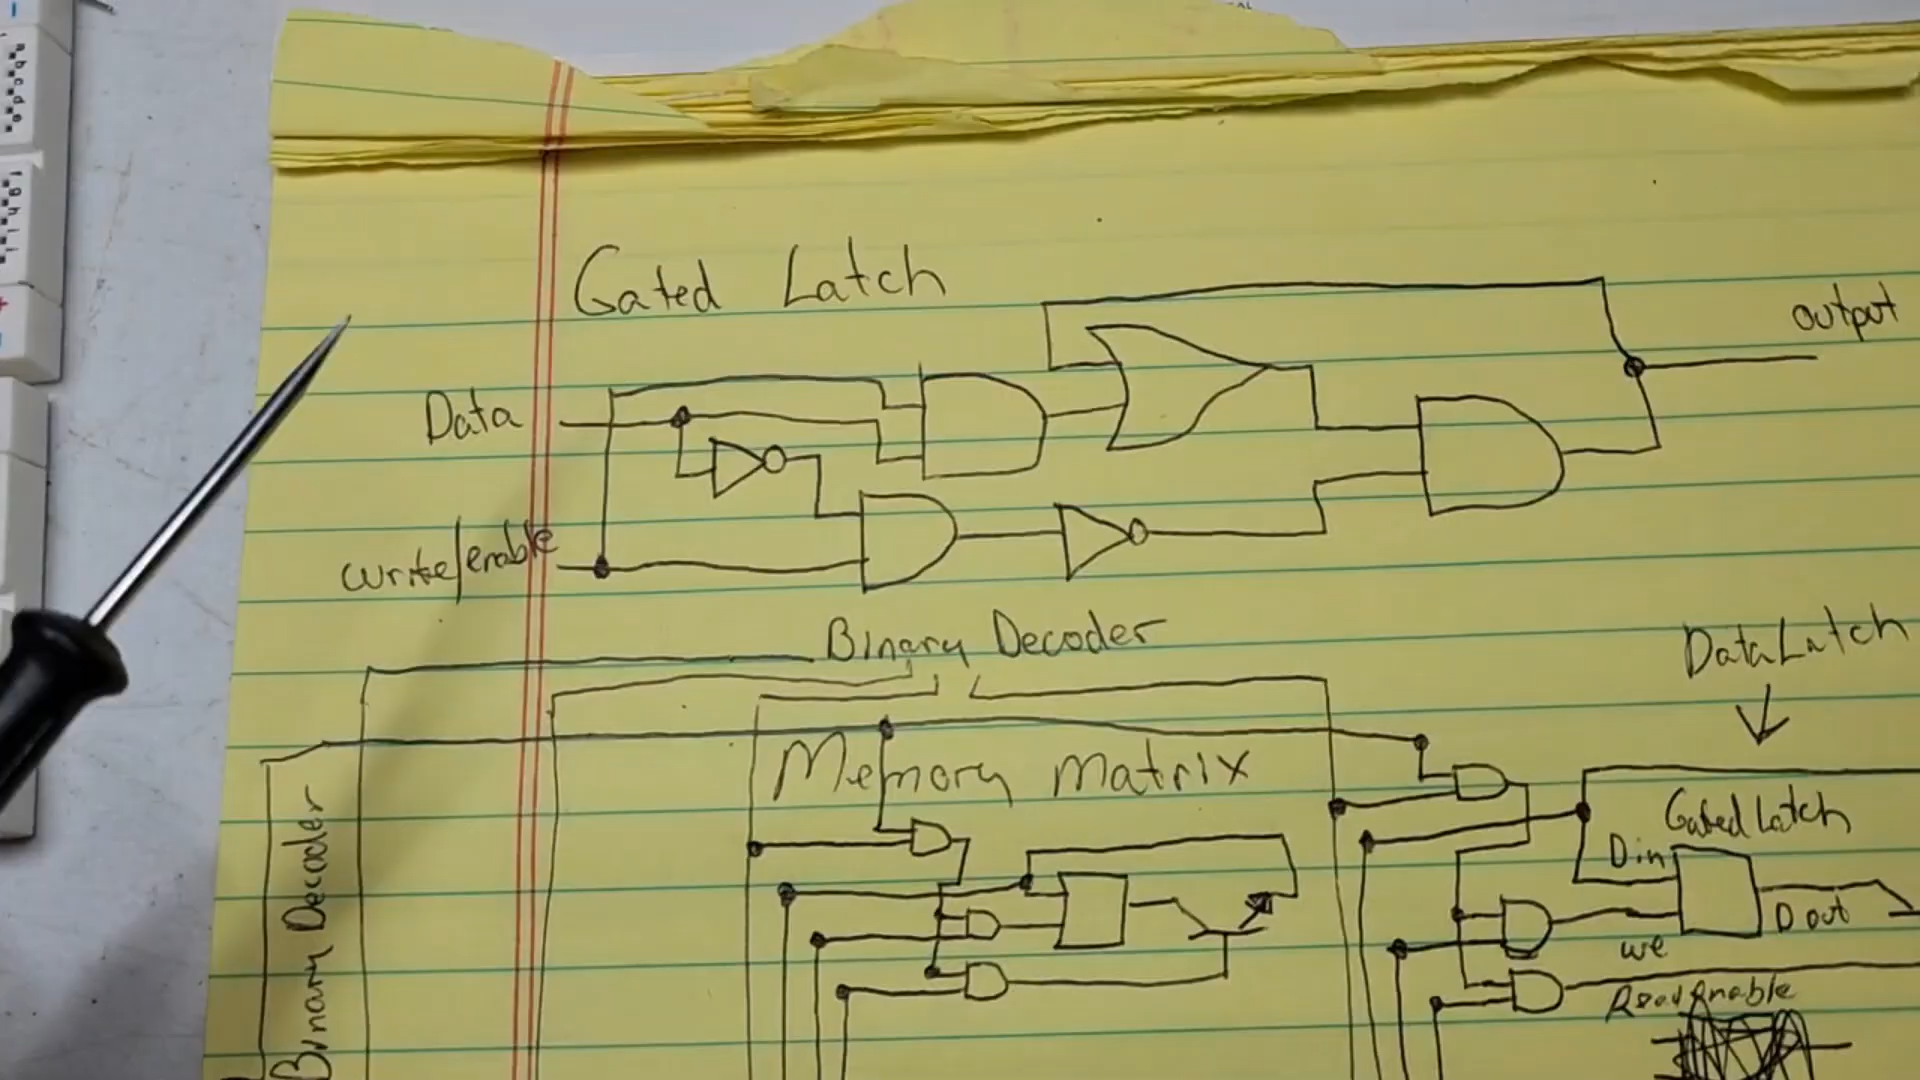 Gated Latch
output
Data
write/enable
Binary Decoder
Data Latch
Memory Matrix
Gated Latch
Din
D out
we
Read Enable
Binary Decoder
a b c d e
f g h i j